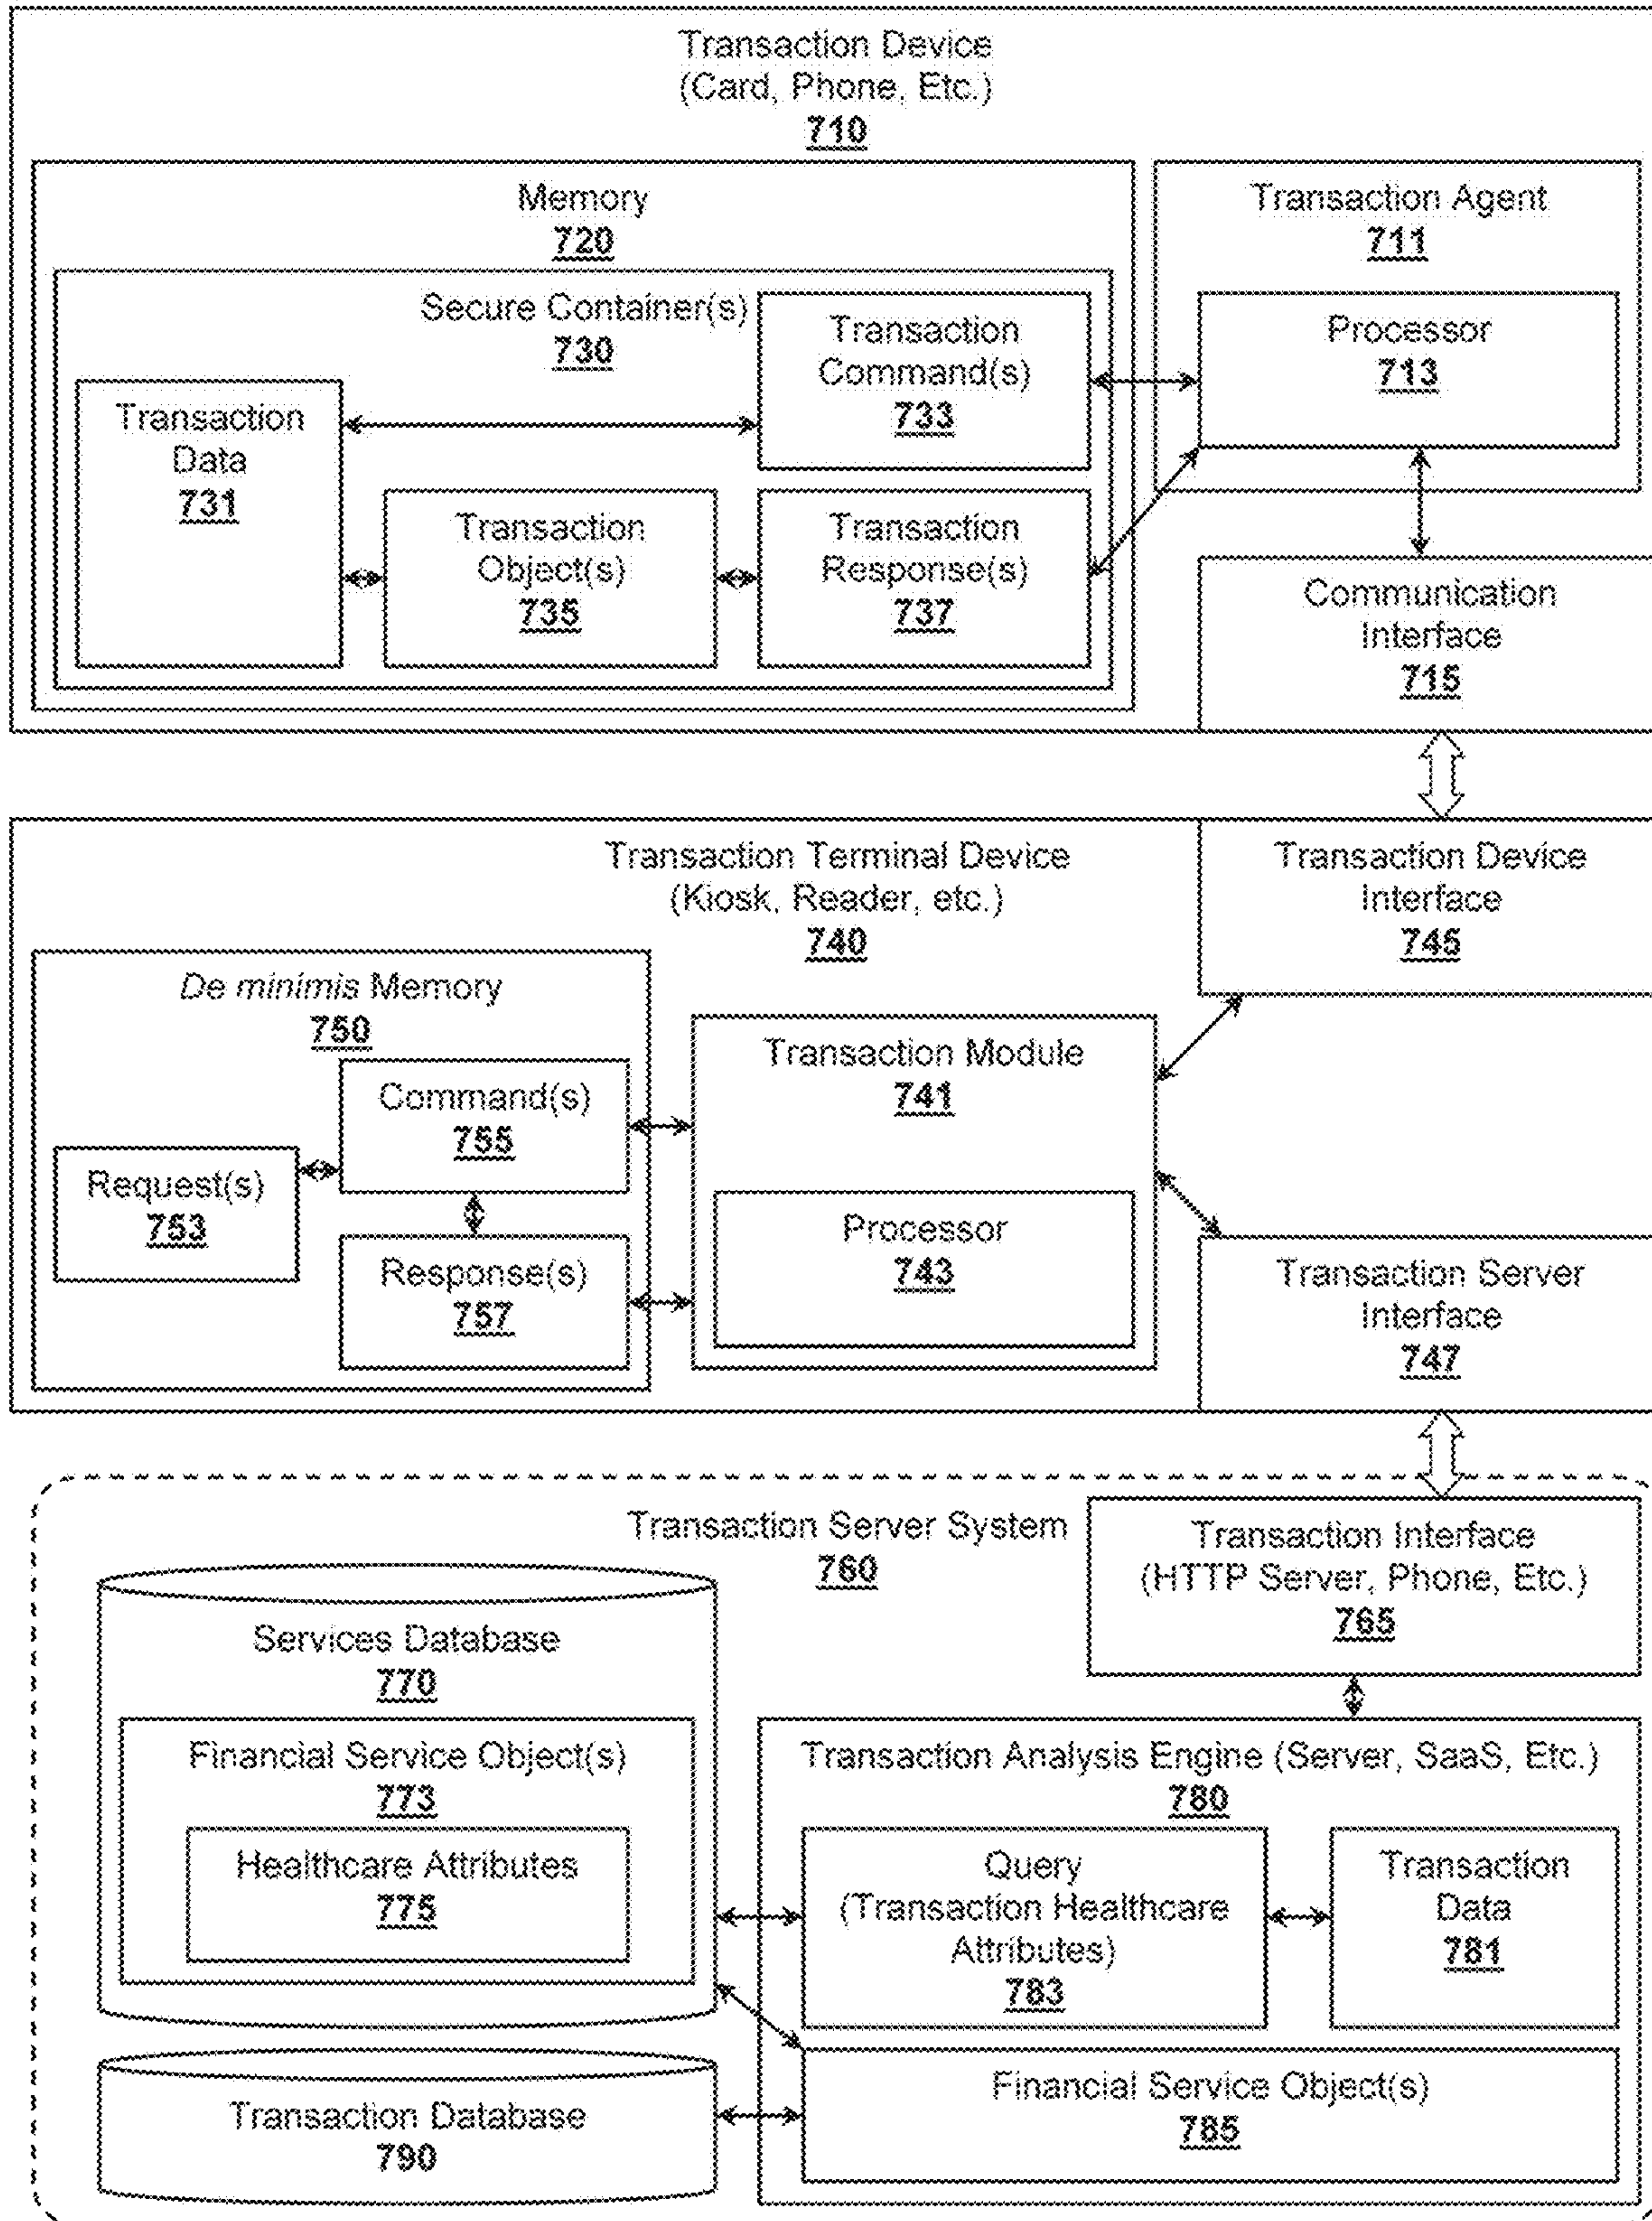 Transaction Device
(Card, Phone, Etc.)
710
Memory
720
Secure Container(s)
730
Transaction
Data
731
Transaction
Command(s)
733
Transaction
Object(s)
735
Transaction
Response(s)
737
Transaction Agent
711
Processor
713
Communication
Interface
715
Transaction Terminal Device
(Kiosk, Reader, etc.)
740
Transaction Device
Interface
745
De minimis Memory
750
Command(s)
755
Request(s)
753
Response(s)
757
Transaction Module
741
Processor
743
Transaction Server
Interface
747
Transaction Server System
760
Transaction Interface
(HTTP Server, Phone, Etc.)
765
Services Database
770
Financial Service Object(s)
773
Healthcare Attributes
775
Transaction Analysis Engine (Server, SaaS, Etc.)
780
Query
(Transaction Healthcare
Attributes)
783
Transaction
Data
781
Financial Service Object(s)
785
Transaction Database
790